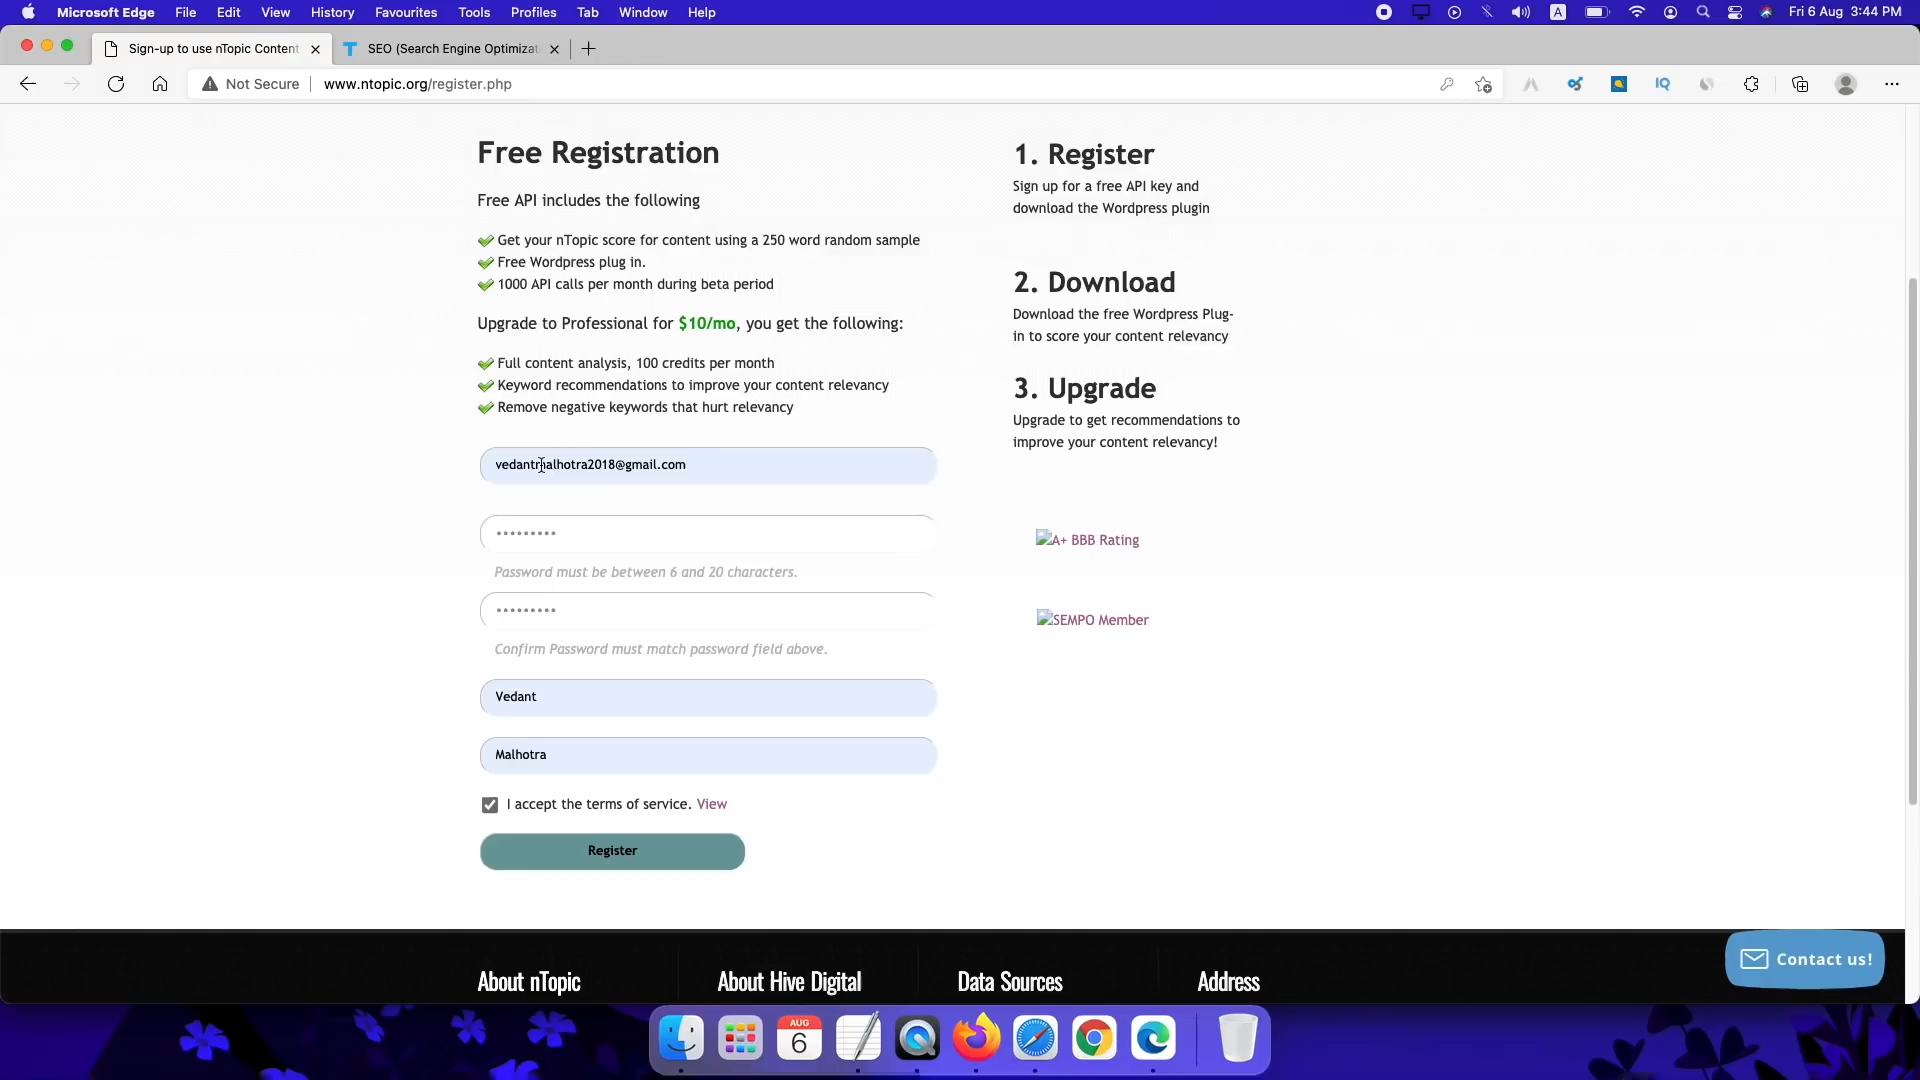 Microsoft Edge File Edit View History Favourites Tools Profiles Tab Window Help A Fri 6 Aug 3:44 PM
Sign-up to use nTopic Content SEO (Search Engine Optimizat
Not Secure www.ntopic.org/register.php IQ
Free Registration
Free API includes the following
Get your nTopic score for content using a 250 word random sample
Free Wordpress plug in.
1000 API calls per month during beta period
Upgrade to Professional for $10/mo, you get the following:
Full content analysis, 100 credits per month
Keyword recommendations to improve your content relevancy
Remove negative keywords that hurt relevancy
vedantmalhotra2018@gmail.com
•••••••••
Password must be between 6 and 20 characters.
•••••••••
Confirm Password must match password field above.
Vedant
Malhotra
I accept the terms of service. View
Register
1. Register
Sign up for a free API key and
download the Wordpress plugin
2. Download
Download the free Wordpress Plug-
in to score your content relevancy
3. Upgrade
Upgrade to get recommendations to
improve your content relevancy!
A+ BBB Rating
SEMPO Member
Contact us!
About nTopic About Hive Digital Data Sources Address
AUG
6